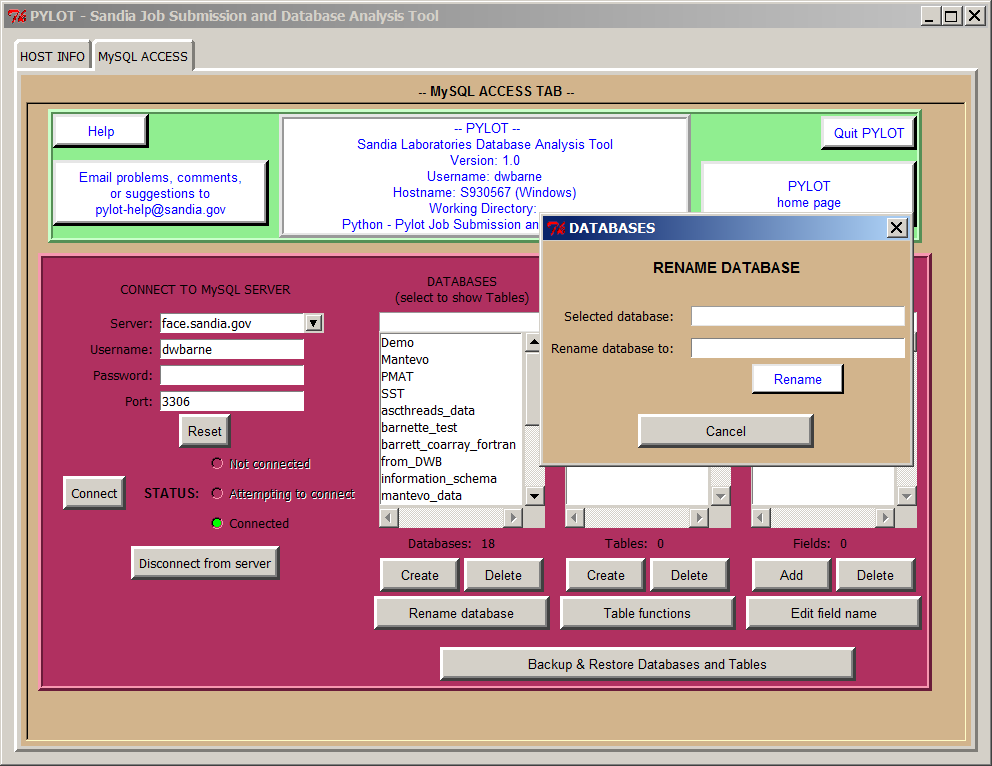 PYLOT - Sandia Job Submission and Database Analysis Tool
HOST INFO
MySQL ACCESS
-- MySQL ACCESS TAB --
Help
Email problems, comments,
or suggestions to
pylot-help@sandia.gov
-- PYLOT --
Sandia Laboratories Database Analysis Tool
Version: 1.0
Username: dwbarne
Hostname: S930567 (Windows)
Working Directory:
Python - Pylot Job Submission
Quit PYLOT
PYLOT
home page
CONNECT TO MySQL SERVER
Server: face.sandia.gov
Username: dwbarne
Password:
Port: 3306
Reset
Connect
STATUS:
Not connected
Attempting to connect
Connected
Disconnect from server
DATABASES
(select to show Tables)
Demo
Mantevo
PMAT
SST
ascthreads_data
barnette_test
barrett_coarray_fortran
from_DWB
information_schema
mantevo_data
Databases: 18
Create
Delete
Rename database
Tables: 0
Create
Delete
Table functions
Fields: 0
Add
Delete
Edit field name
Backup & Restore Databases and Tables
DATABASES
RENAME DATABASE
Selected database:
Rename database to:
Rename
Cancel